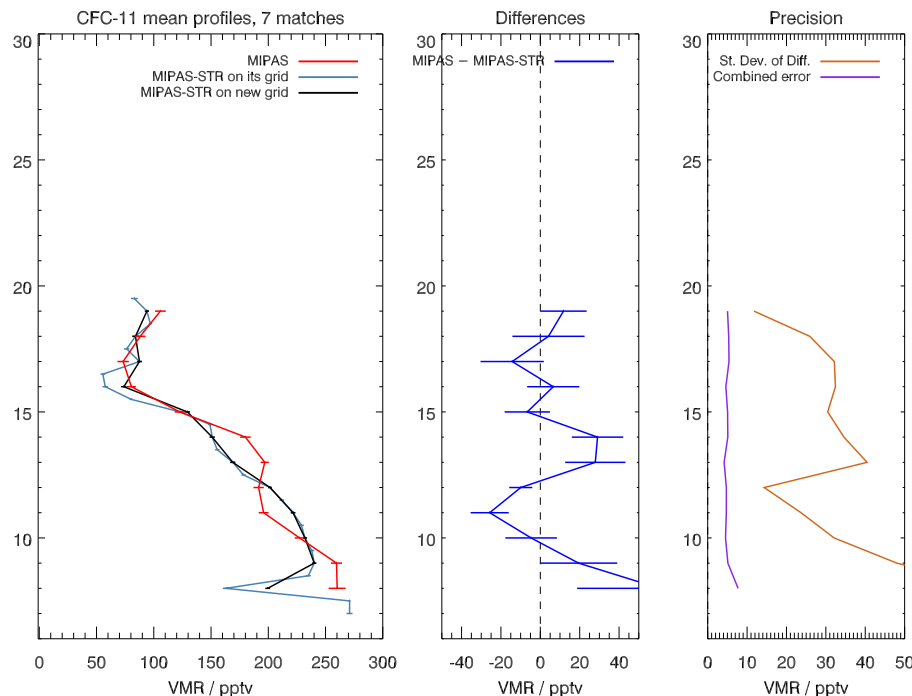 CFC-11 mean profiles, 7 matches
MIPAS
MIPAS-STR on its grid
MIPAS-STR on new grid
30
25
20
15
10
0 50 100 150 200 250 300
VMR / pptv
Differences
MIPAS − MIPAS-STR
30
25
20
15
10
-40 -20 0 20 40
VMR / pptv
Precision
St. Dev. of Diff.
Combined error
30
25
20
15
10
0 10 20 30 40 50
VMR / pptv